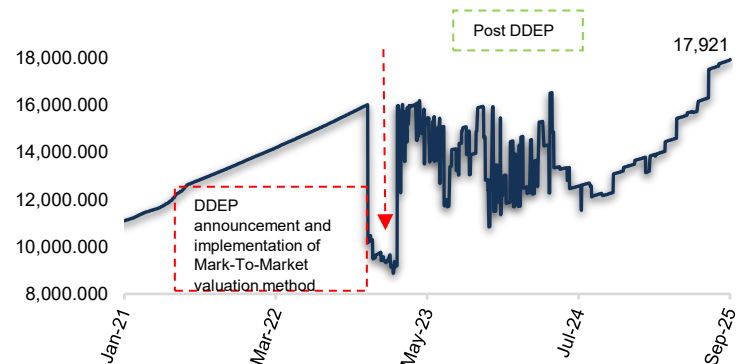 Post DDEP
17,921
18,000.000
16,000.000
14,000.000
12,000.000
10,000.000
8,000.000
DDEP
announcement and
implementation of
Mark-To-Market
valuation method
Jan-21
Mar-22
May-23
Jul-24
Sep-25